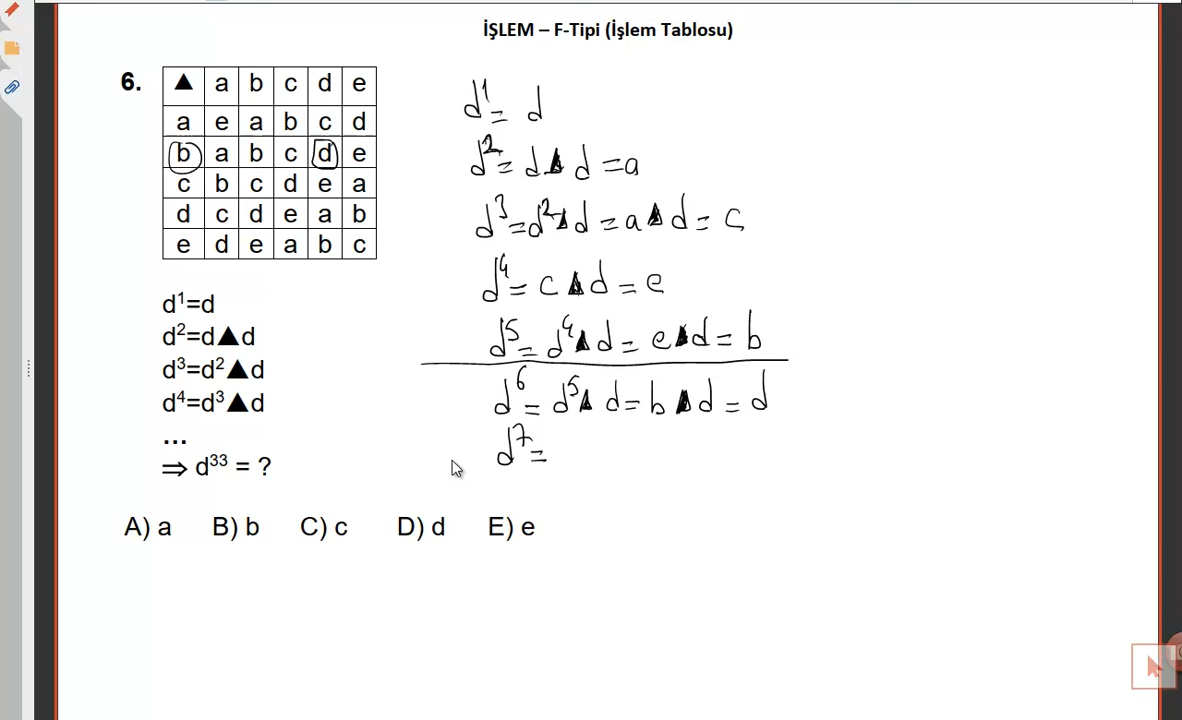 İŞLEM – F-Tipi (İşlem Tablosu)
6.
▲ a b c d e
a e a b c d
b a b c d e
c b c d e a
d c d e a b
e d e a b c
d¹=d
d²=d▲d
d³=d²▲d
d⁴=d³▲d
...
⇒ d³³ = ?
A) a B) b C) c D) d E) e
d¹= d
d²= d▲d =a
d³=d²▲d = a▲d = c
d⁴= c▲d = e
d⁵= d⁴▲d = e▲d = b
d⁶= d⁵▲d = b▲d = d
d⁷=